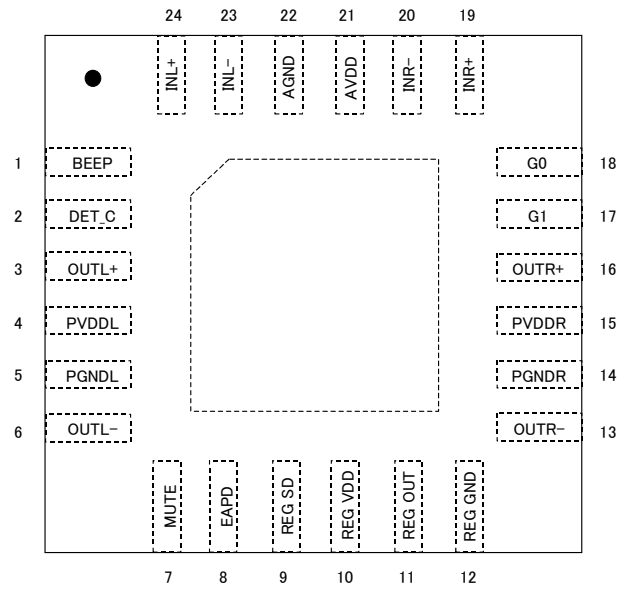 24 23 22 21 20 19
INL+ INL- AGND AVDD INR- INR+
1 BEEP G0 18
2 DET_C G1 17
3 OUTL+ OUTR+ 16
4 PVDDL PVDDR 15
5 PGNDL PGNDR 14
6 OUTL- OUTR- 13
MUTE EAPD REG SD REG VDD REG OUT REG GND
7 8 9 10 11 12